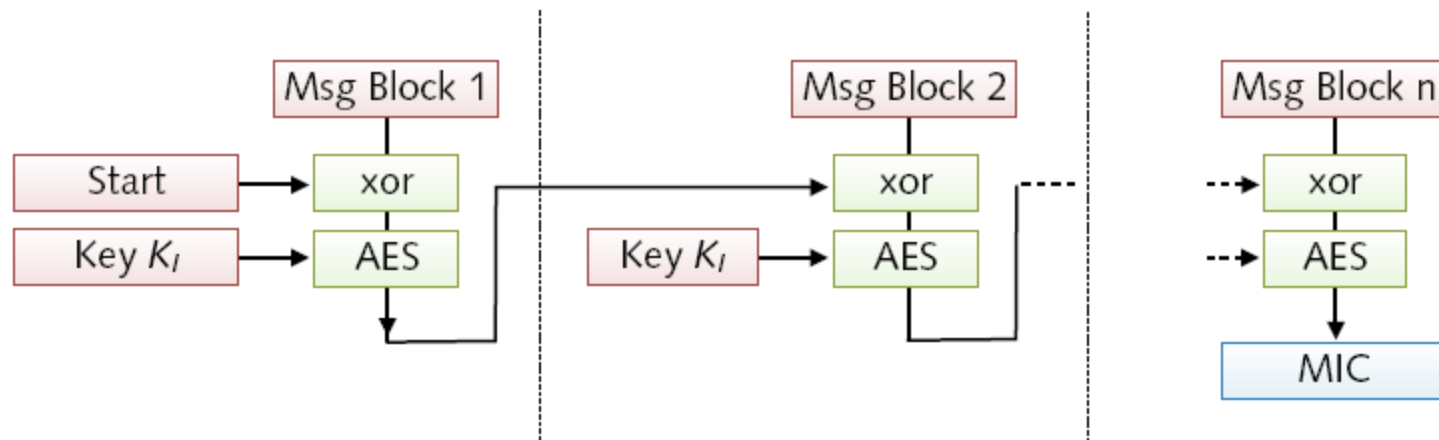 Msg Block 1
Msg Block 2
Msg Block n
Start
xor
xor
xor
Key K_I
AES
Key K_I
AES
AES
MIC